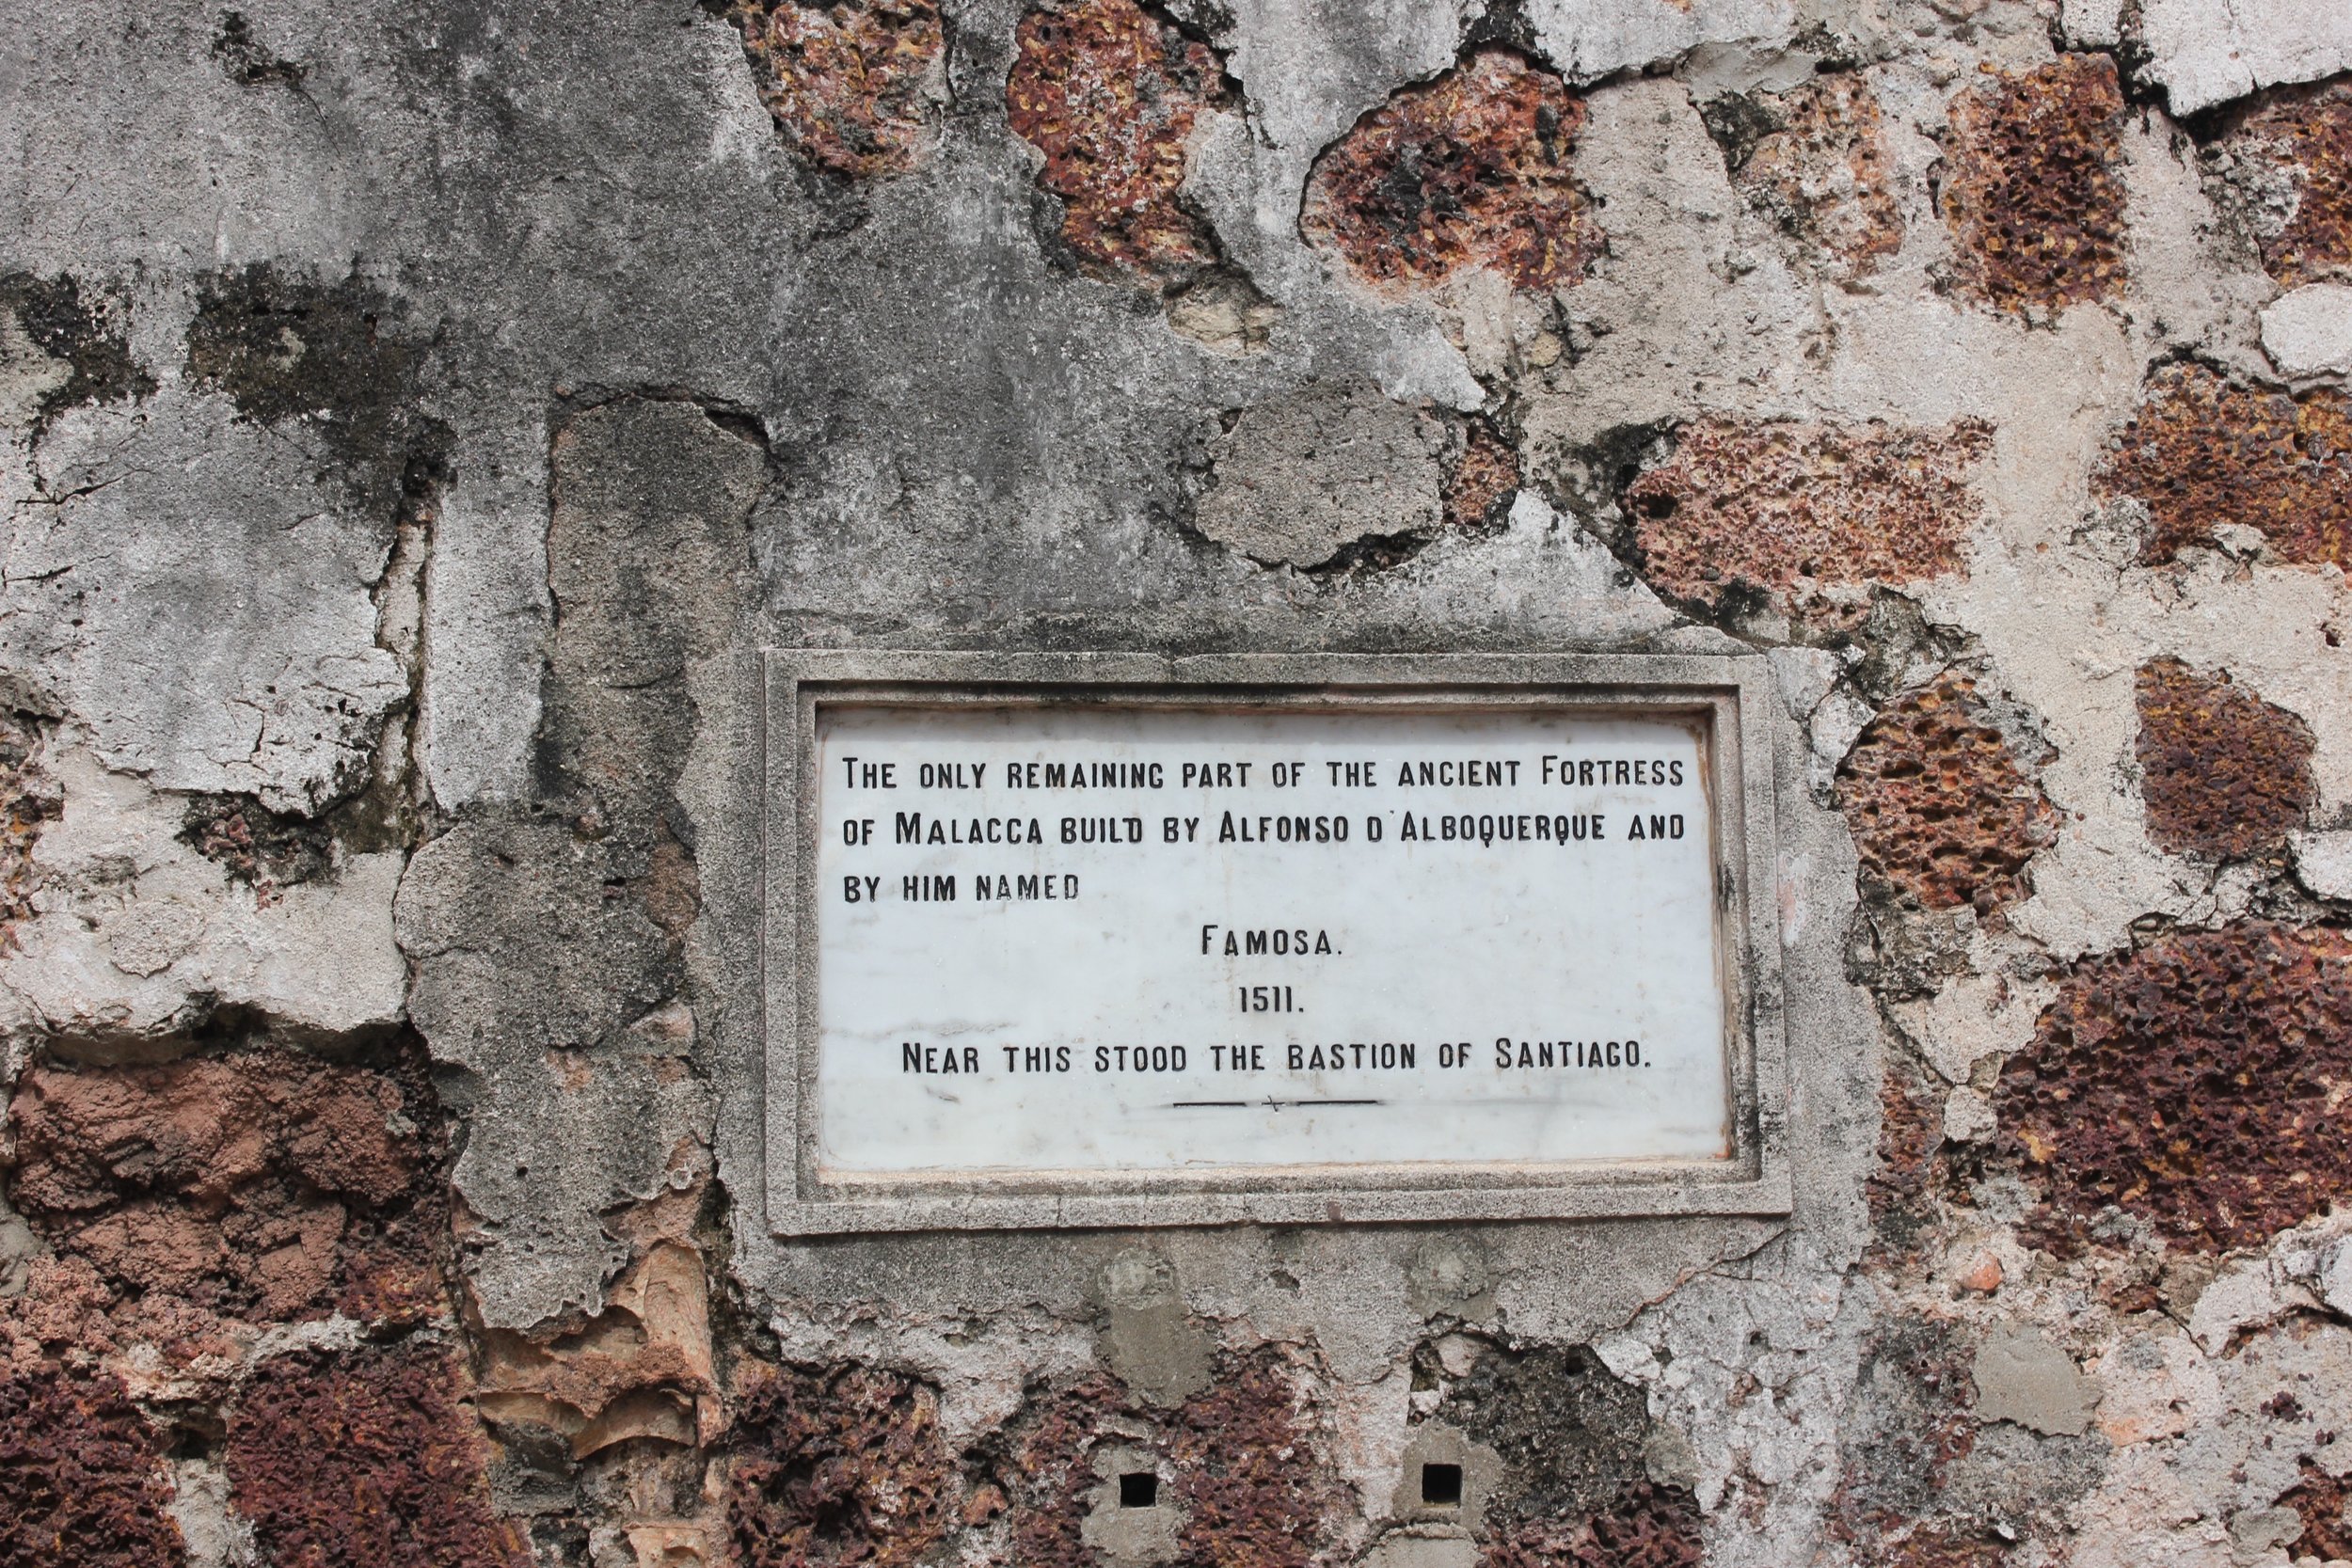 The only remaining part of the ancient Fortress
of Malacca build by Alfonso d'Alboquerque and
by him named
Famosa.
1511.
Near this stood the bastion of Santiago.